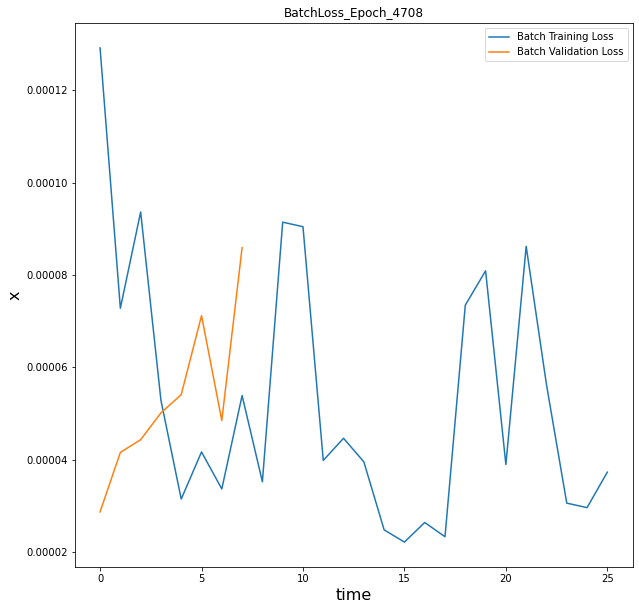 BatchLoss_Epoch_4708
Batch Training Loss
Batch Validation Loss
0.00012
0.00010
0.00008
0.00006
0.00004
0.00002
x
0 5 10 15 20 25
time